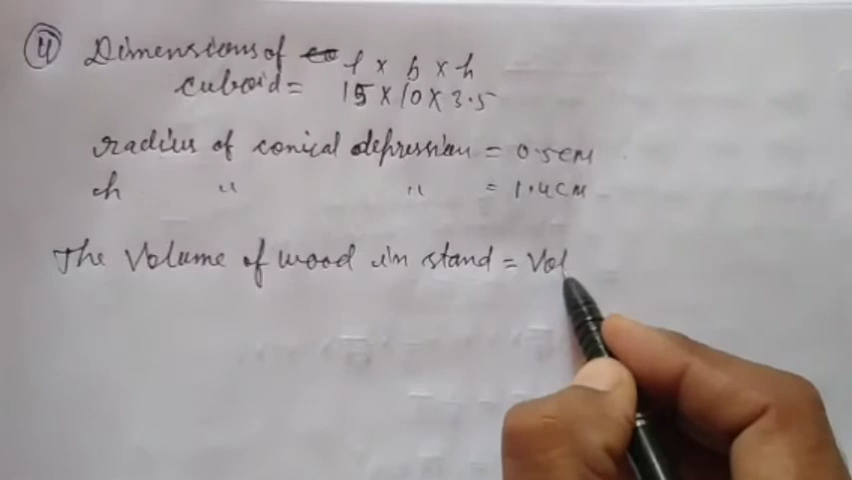 4 Dimensions of l × b × h
cuboid = 15 × 10 × 3.5
radius of conical depression = 0.5cm
h " " = 1.4cm
The Volume of wood in stand = Vol